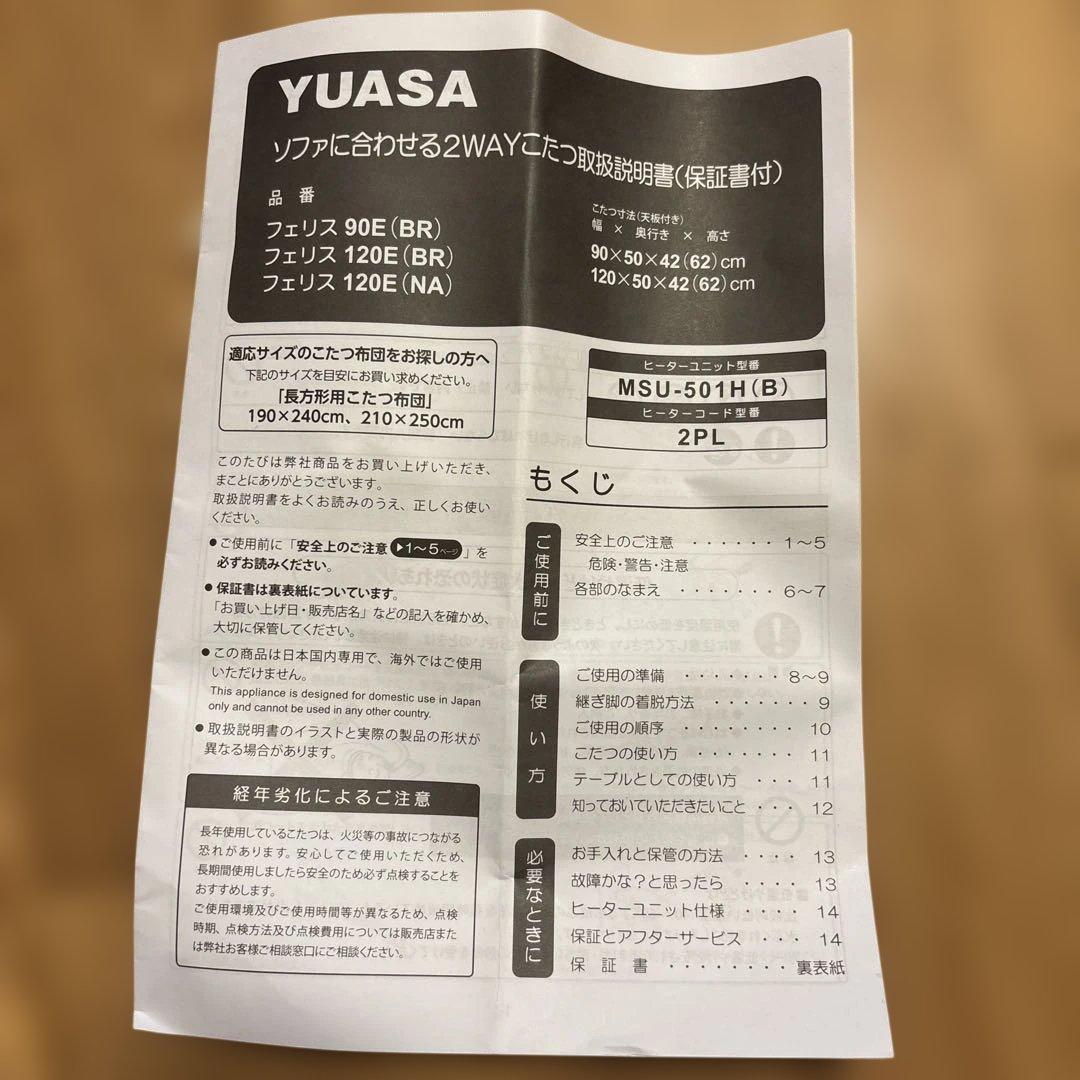 YUASA
ソファに合わせる2WAYこたつ取扱説明書(保証書付)
品 番
フェリス 90E(BR)
フェリス 120E(BR)
フェリス 120E(NA)
こたつ寸法(天板付き)
幅 × 奥行き × 高さ
90×50×42(62)cm
120×50×42(62)cm
適応サイズのこたつ布団をお探しの方へ
下記のサイズを目安にお買い求めください。
「長方形用こたつ布団」
190×240cm、210×250cm
ヒーターユニット型番
MSU-501H(B)
ヒーターコード型番
2PL
このたびは弊社商品をお買い上げいただき、
まことにありがとうございます。
取扱説明書をよくお読みのうえ、正しくお使い
ください。
●ご使用前に「安全上のご注意 ▶1〜5ページ」を
必ずお読みください。
●保証書は裏表紙についています。
「お買い上げ日・販売店名」などの記入を確かめ、
大切に保管してください。
●この商品は日本国内専用で、海外ではご使用
いただけません。
This appliance is designed for domestic use in Japan
only and cannot be used in any other country.
●取扱説明書のイラストと実際の製品の形状が
異なる場合があります。
経年劣化によるご注意
長年使用しているこたつは、火災等の事故につながる
恐れがあります。安心してご使用いただくため、
長期間使用しましたら安全のため必ず点検することを
おすすめします。
ご使用環境及びご使用時間等が異なるため、点検
時期、点検方法及び点検費用については販売店また
は弊社お客様ご相談窓口にご相談ください。
もくじ
ご使用前に
安全上のご注意 ・・・・・・ 1〜5
危険・警告・注意
各部のなまえ ・・・・・・・ 6〜7
使い方
ご使用の準備 ・・・・・・・ 8〜9
継ぎ脚の着脱方法 ・・・・・・・ 9
ご使用の順序 ・・・・・・・・ 10
こたつの使い方 ・・・・・・・ 11
テーブルとしての使い方 ・・・ 11
知っておいていただきたいこと ・・・ 12
必要なときに
お手入れと保管の方法 ・・・・ 13
故障かな?と思ったら ・・・・ 13
ヒーターユニット仕様 ・・・・ 14
保証とアフターサービス ・・・ 14
保 証 書 ・・・・・・・・ 裏表紙